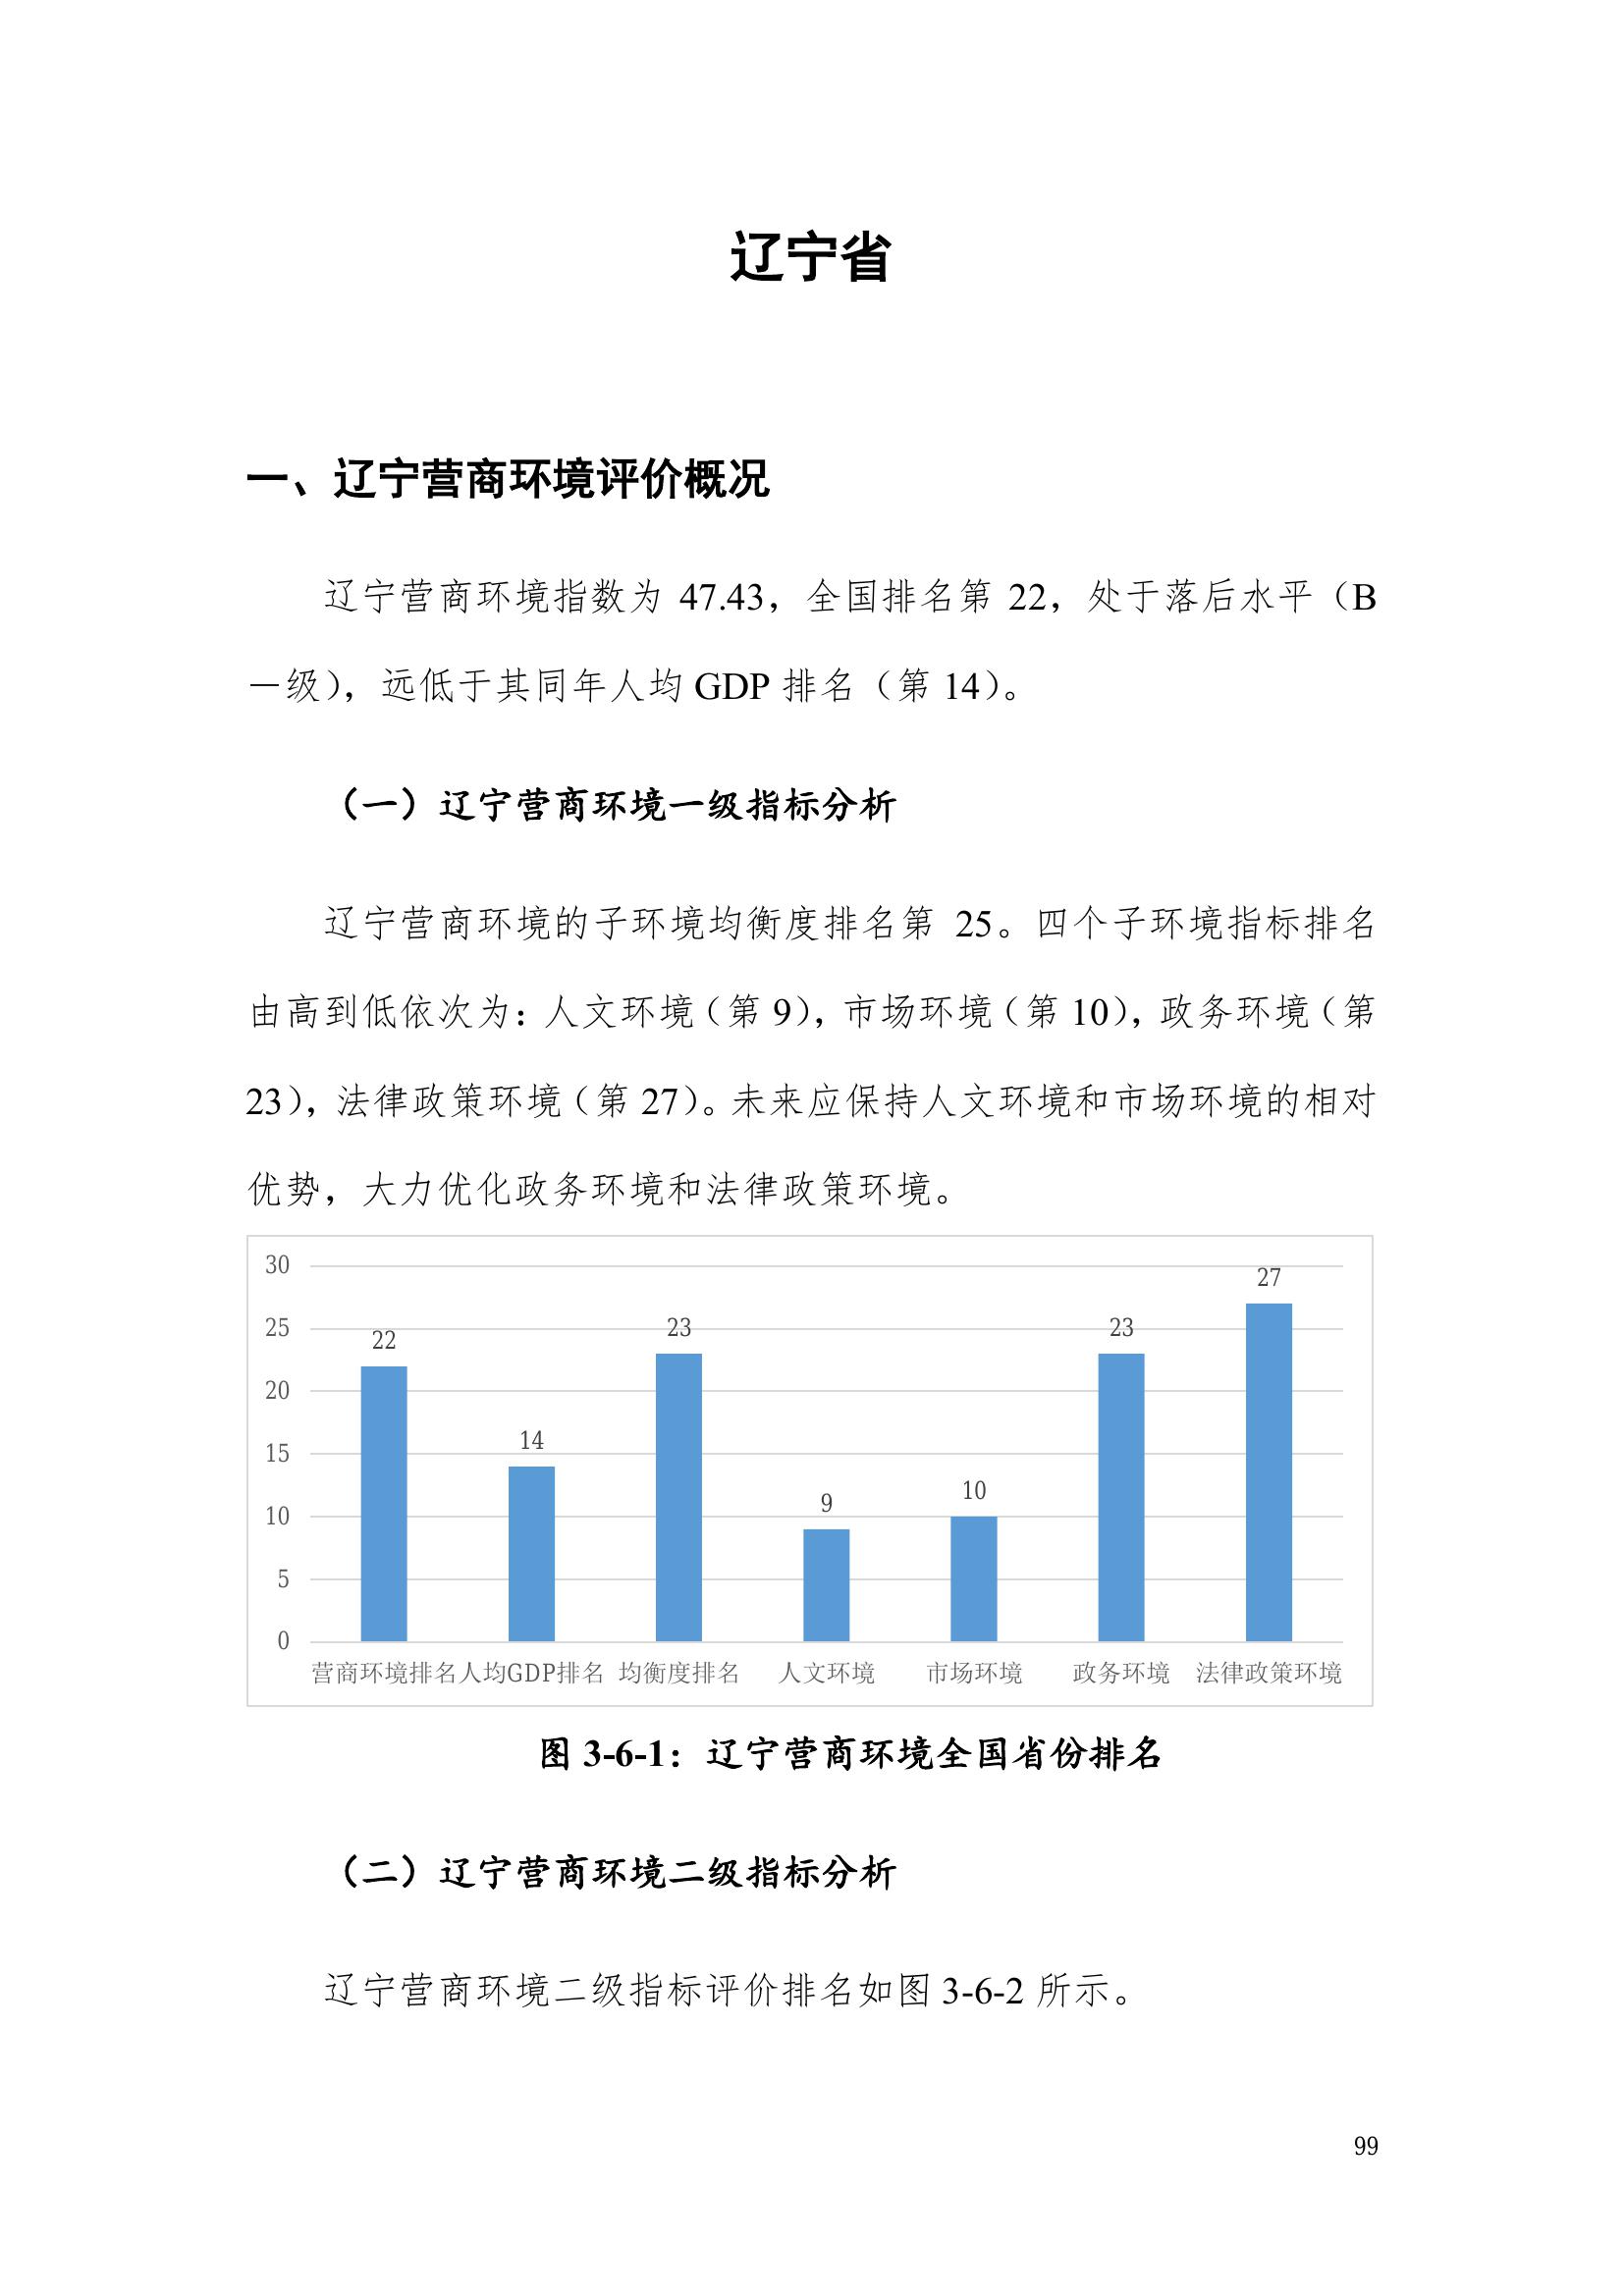 辽宁省
一、辽宁营商环境评价概况
辽宁营商环境指数为 47.43，全国排名第 22，处于落后水平（B
－级），远低于其同年人均 GDP 排名（第 14）。
（一）辽宁营商环境一级指标分析
辽宁营商环境的子环境均衡度排名第 25。四个子环境指标排名
由高到低依次为：人文环境（第 9），市场环境（第 10），政务环境（第
23），法律政策环境（第 27）。未来应保持人文环境和市场环境的相对
优势，大力优化政务环境和法律政策环境。
30
25
20
15
10
5
0
22
14
23
9
10
23
27
营商环境排名 人均GDP排名 均衡度排名 人文环境 市场环境 政务环境 法律政策环境
图 3-6-1：辽宁营商环境全国省份排名
（二）辽宁营商环境二级指标分析
辽宁营商环境二级指标评价排名如图 3-6-2 所示。
99